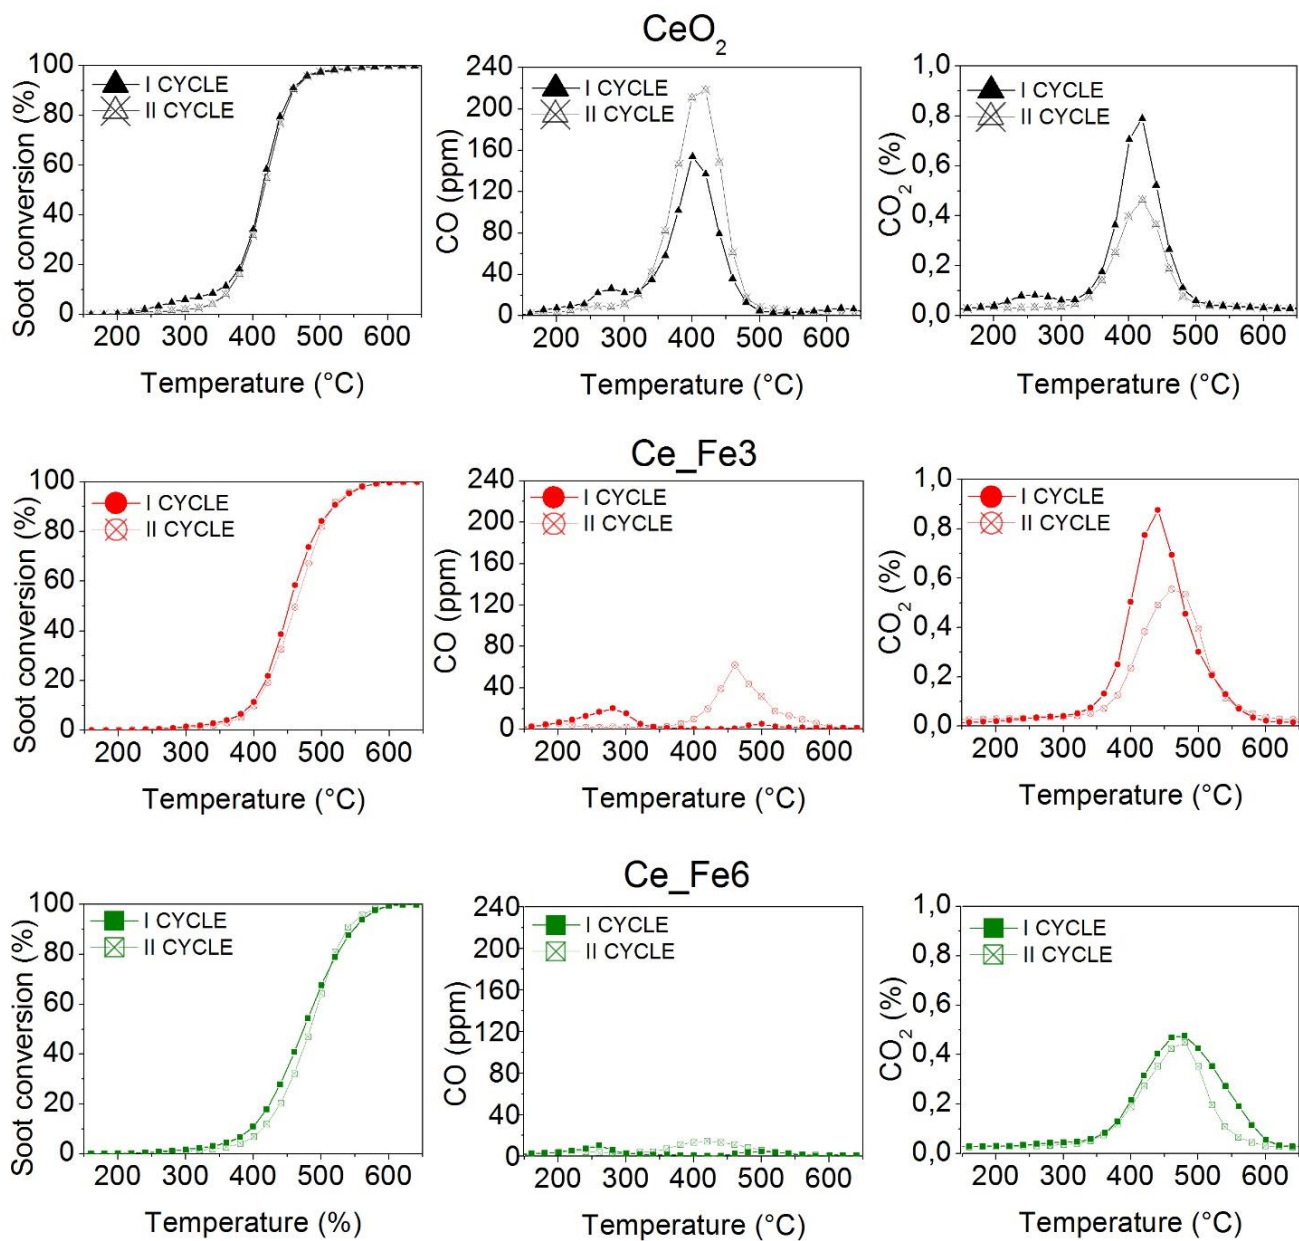 CeO2
Soot conversion (%)
100
80
60
40
20
0
I CYCLE
II CYCLE
200 300 400 500 600
Temperature (°C)
CO (ppm)
240
200
160
120
80
40
0
I CYCLE
II CYCLE
200 300 400 500 600
Temperature (°C)
CO2 (%)
1,0
0,8
0,6
0,4
0,2
0,0
I CYCLE
II CYCLE
200 300 400 500 600
Temperature (°C)
Ce_Fe3
Soot conversion (%)
100
80
60
40
20
0
I CYCLE
II CYCLE
200 300 400 500 600
Temperature (°C)
CO (ppm)
240
200
160
120
80
40
0
I CYCLE
II CYCLE
200 300 400 500 600
Temperature (°C)
CO2 (%)
1,0
0,8
0,6
0,4
0,2
0,0
I CYCLE
II CYCLE
200 300 400 500 600
Temperature (°C)
Ce_Fe6
Soot conversion (%)
100
80
60
40
20
0
I CYCLE
II CYCLE
200 300 400 500 600
Temperature (%)
CO (ppm)
240
200
160
120
80
40
0
I CYCLE
II CYCLE
200 300 400 500 600
Temperature (°C)
CO2 (%)
1,0
0,8
0,6
0,4
0,2
0,0
I CYCLE
II CYCLE
200 300 400 500 600
Temperature (°C)